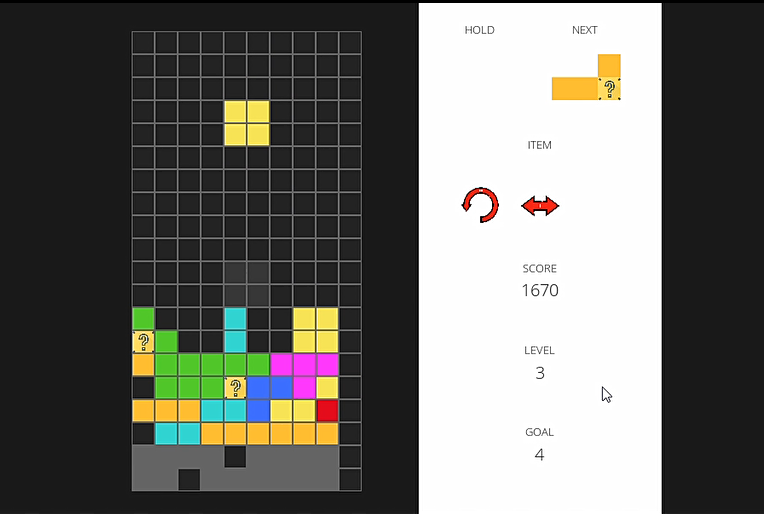 HOLD NEXT
?
ITEM
SCORE
1670
?
LEVEL
3
?
GOAL
4